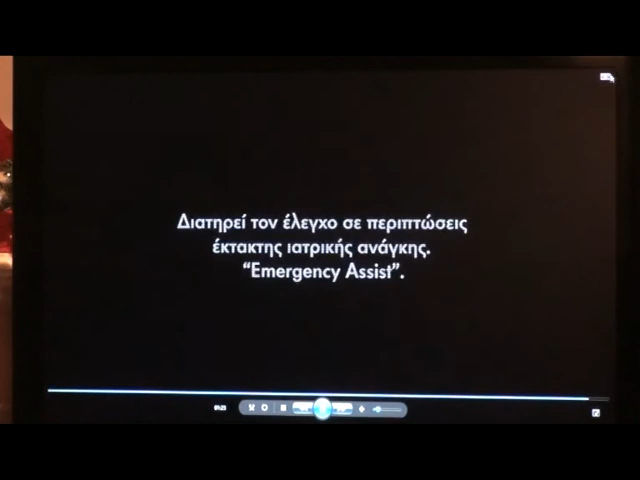 Διατηρεί τον έλεγχο σε περιπτώσεις
έκτακτης ιατρικής ανάγκης.
“Emergency Assist”.